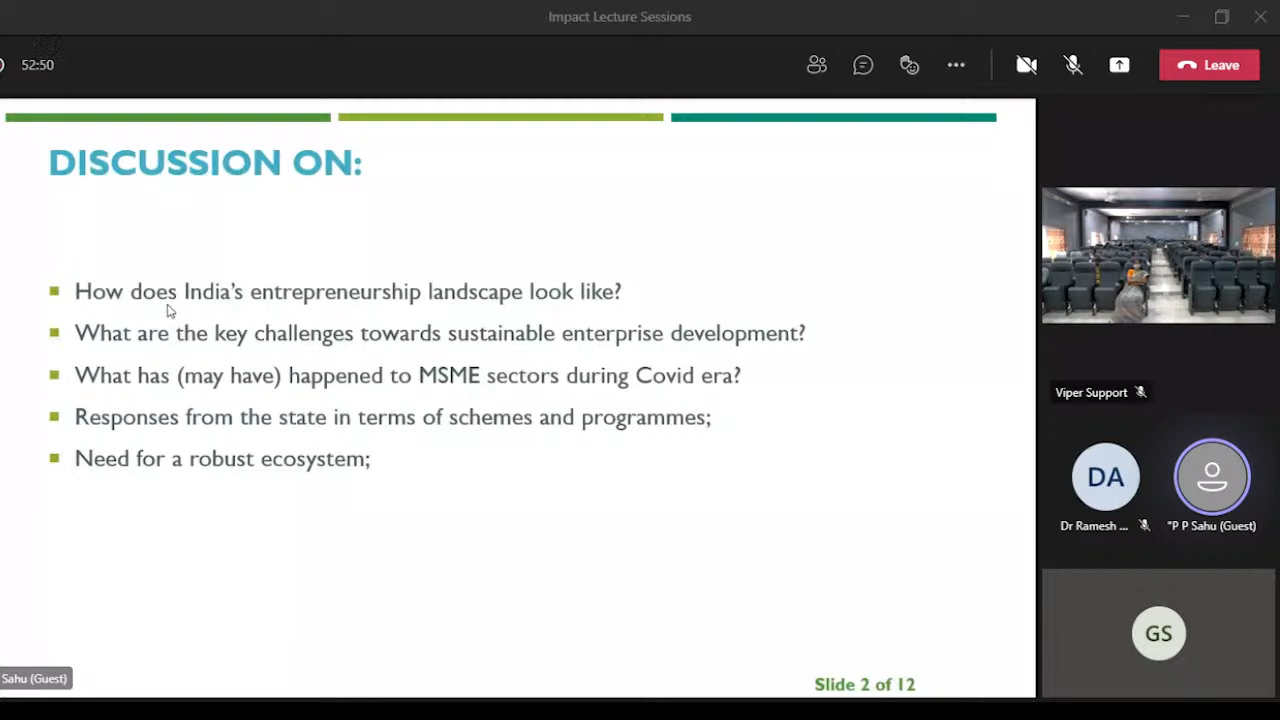 Impact Lecture Sessions
52:50
Leave
DISCUSSION ON:
How does India's entrepreneurship landscape look like?
What are the key challenges towards sustainable enterprise development?
What has (may have) happened to MSME sectors during Covid era?
Responses from the state in terms of schemes and programmes;
Need for a robust ecosystem;
Slide 2 of 12
Sahu (Guest)
Viper Support
DA
Dr Ramesh ...
"P P Sahu (Guest)
GS